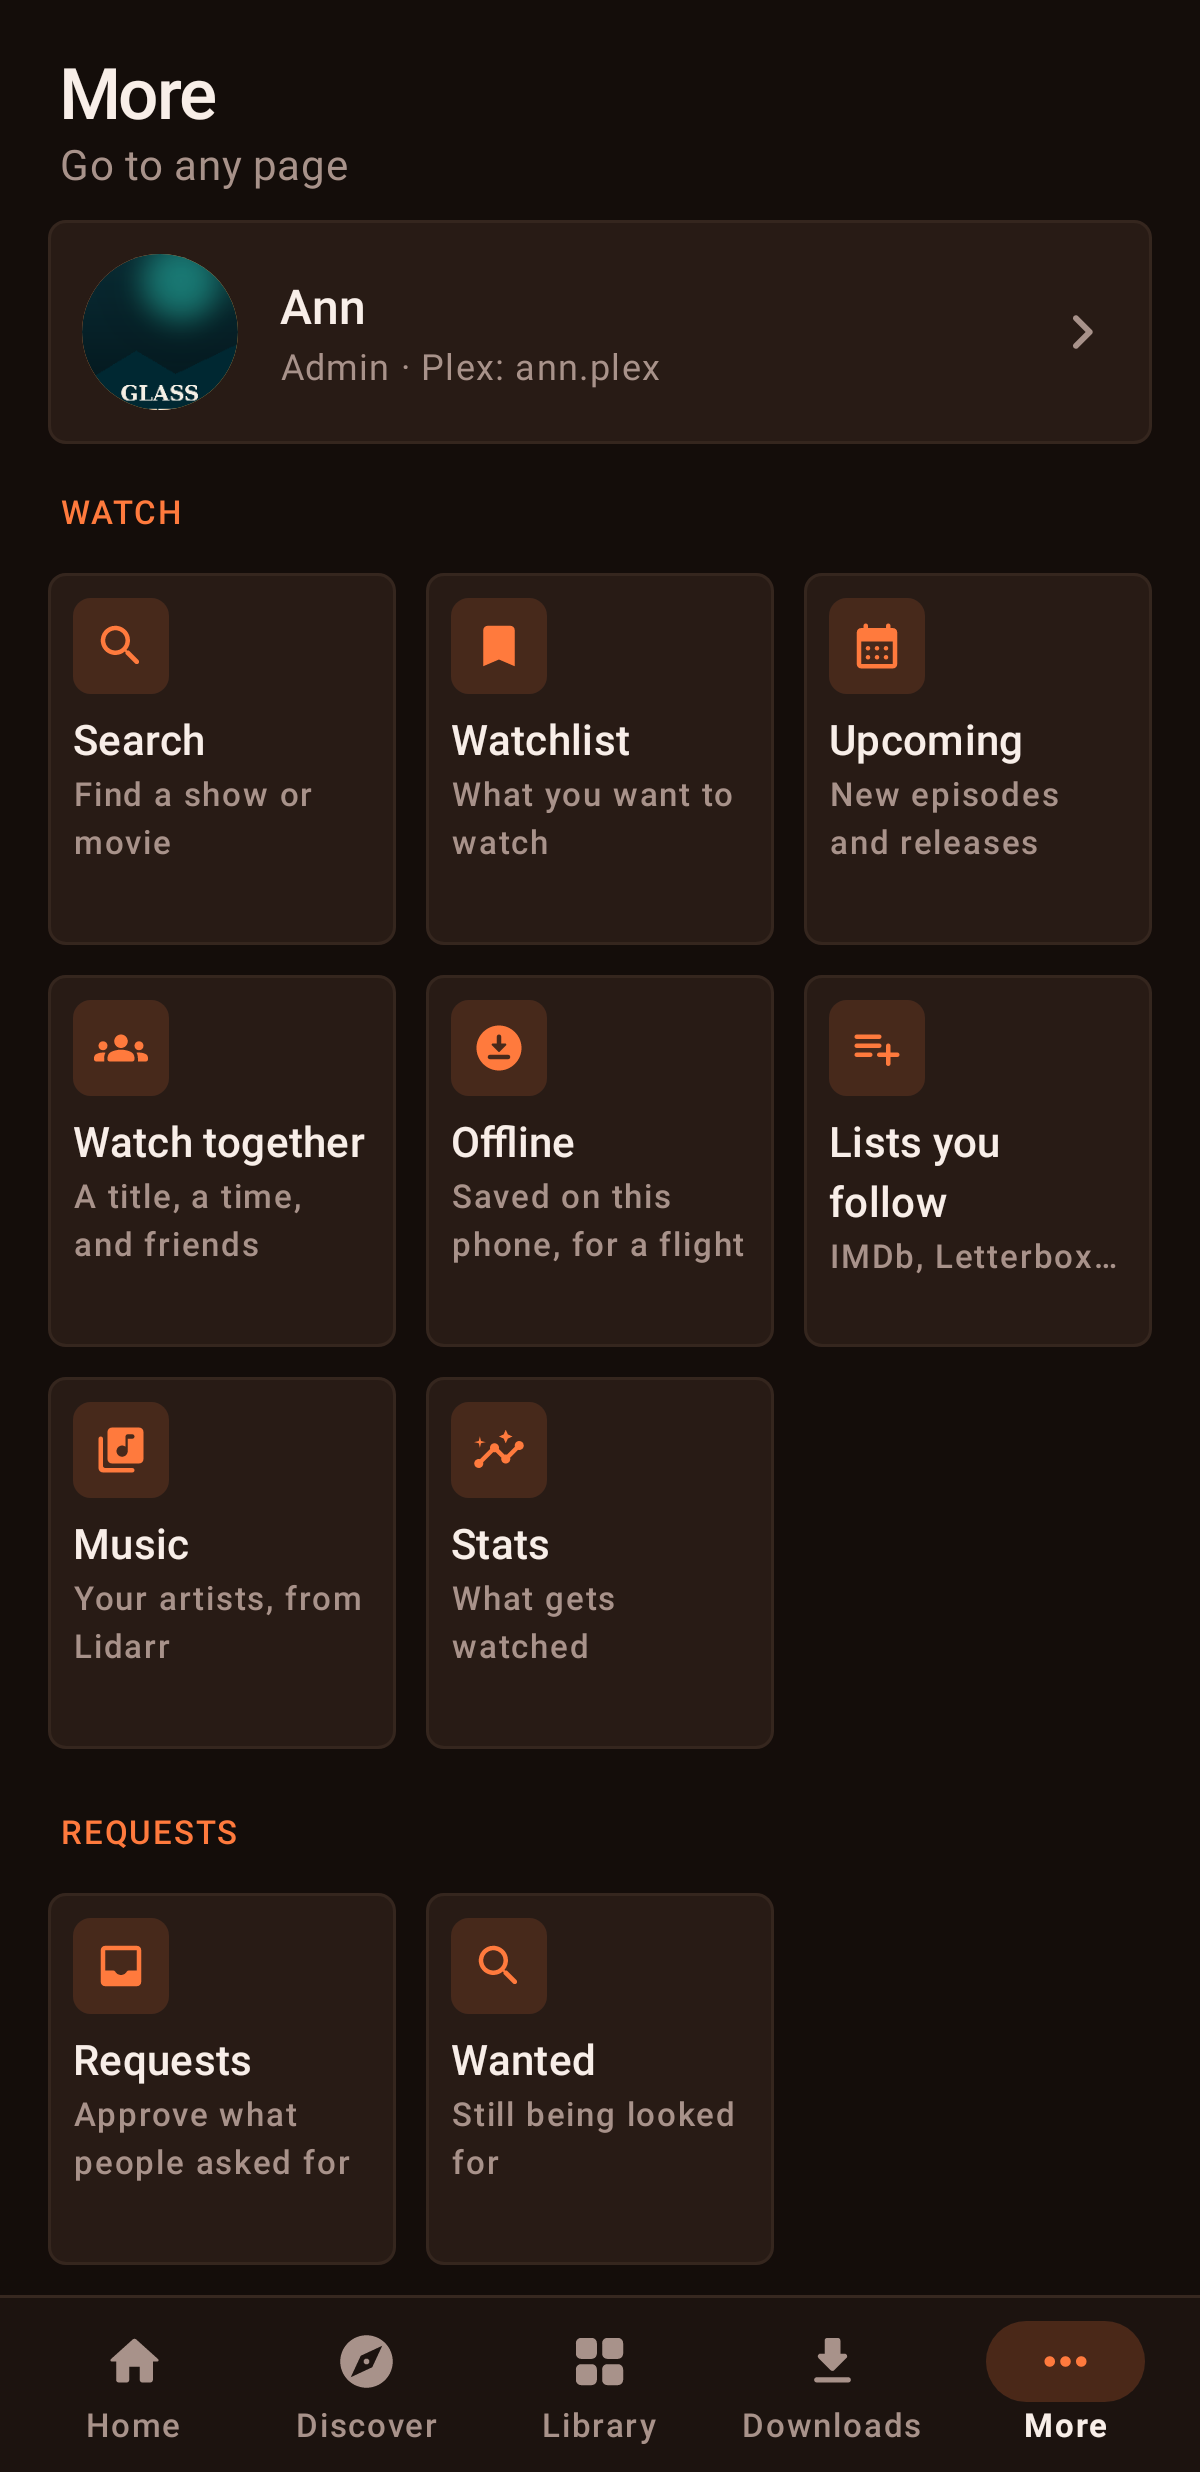 More
Go to any page
GLASS
Ann
Admin · Plex: ann.plex
WATCH
Search
Find a show or
movie
Watchlist
What you want to
watch
Upcoming
New episodes
and releases
Watch together
A title, a time,
and friends
Offline
Saved on this
phone, for a flight
Lists you
follow
IMDb, Letterbox…
Music
Your artists, from
Lidarr
Stats
What gets
watched
REQUESTS
Requests
Approve what
people asked for
Wanted
Still being looked
for
Home
Discover
Library
Downloads
More